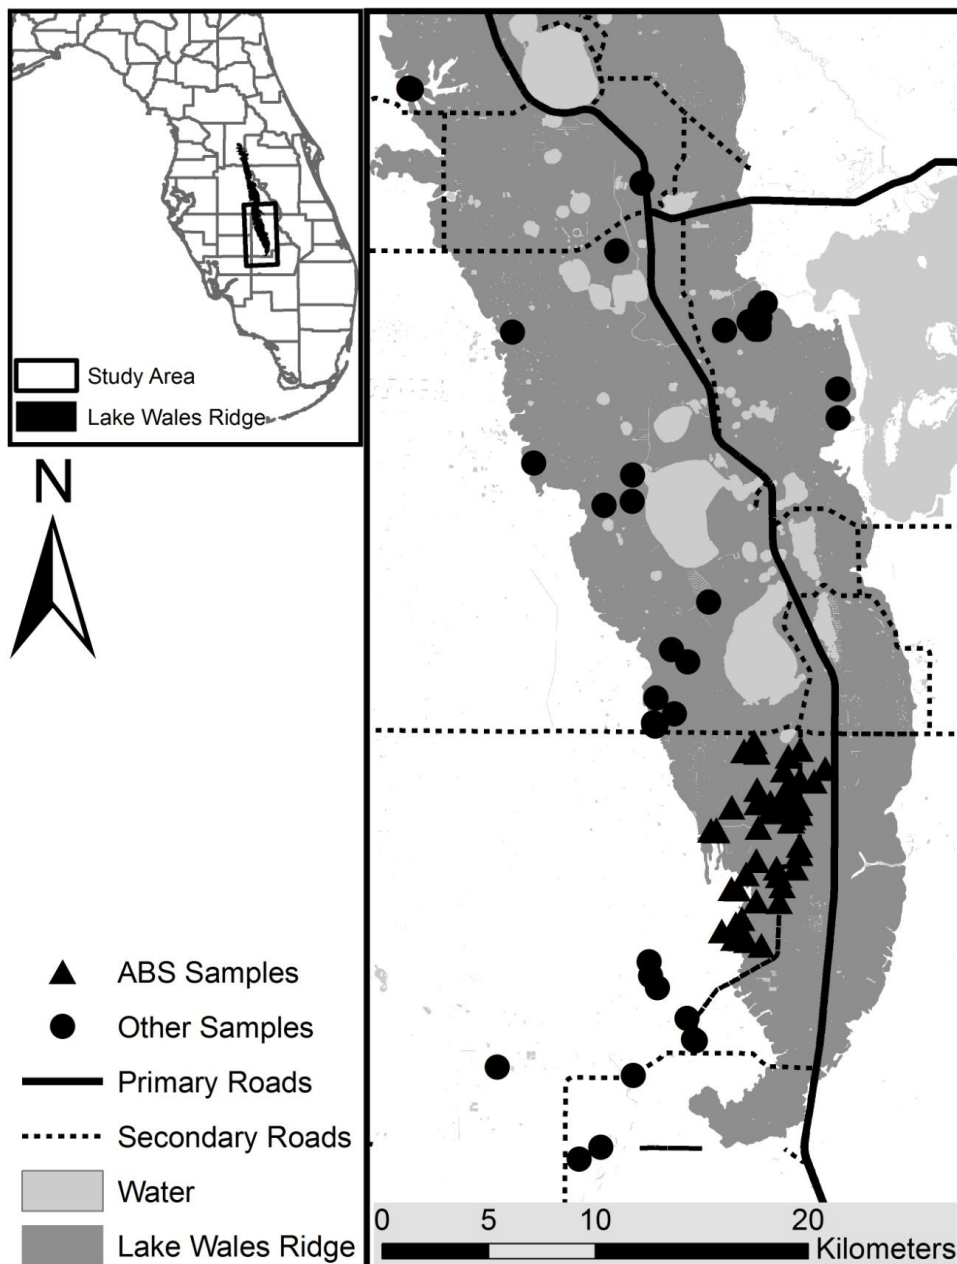 Study Area
Lake Wales Ridge
N
ABS Samples
Other Samples
Primary Roads
Secondary Roads
Water
Lake Wales Ridge
0 5 10 20
Kilometers